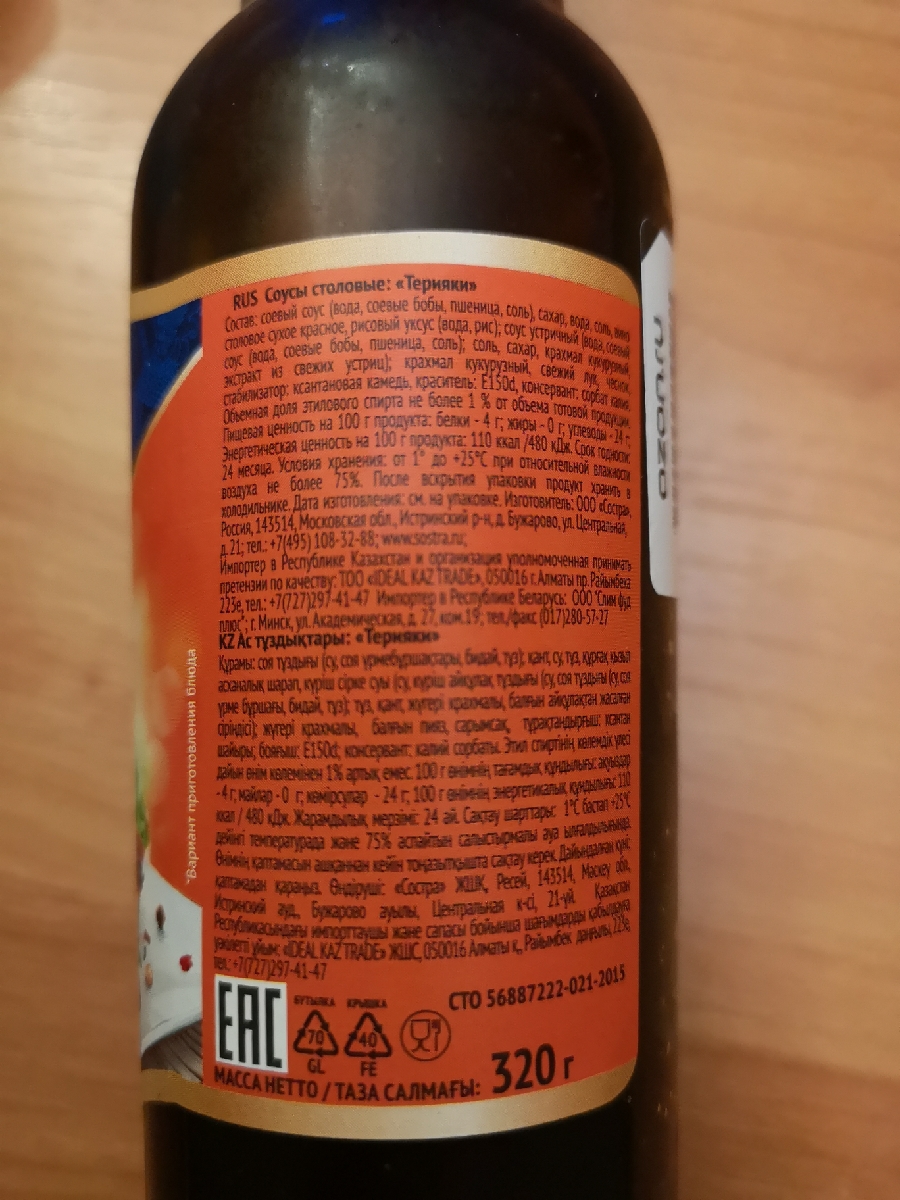 RUS Соусы столовые: «Терияки»
Состав: соевый соус (вода, соевые бобы, пшеница, соль), сахар, вода, соль, вино
столовое сухое красное, рисовый уксус (вода, рис); соус устричный (вода, соевый
соус (вода, соевые бобы, пшеница, соль); соль, сахар, крахмал кукурузный,
экстракт из свежих устриц); крахмал кукурузный, свежий лук, чеснок,
стабилизатор: ксантановая камедь, краситель: E150d, консервант: сорбат калия.
Объемная доля этилового спирта не более 1 % от объема готовой продукции.
Пищевая ценность на 100 г продукта: белки - 4 г; жиры - 0 г; углеводы - 24 г;
Энергетическая ценность на 100 г продукта: 110 ккал /480 кДж. Срок годности:
24 месяца. Условия хранения: от 1° до +25°С при относительной влажности
воздуха не более 75%. После вскрытия упаковки продукт хранить в
холодильнике. Дата изготовления: см. на упаковке. Изготовитель: ООО «Состра»,
Россия, 143514, Московская обл., Истринский р-н, д. Бужарово, ул. Центральная,
д. 21; тел.: +7(495) 108-32-88; www.sostra.ru;
Импортер в Республике Казахстан и организация уполномоченная принимать
претензии по качеству: ТОО «IDEAL KAZ TRADE», 050016 г. Алматы пр. Райымбека
223е, тел.: +7(727)297-41-47 Импортер в Республике Беларусь: ООО "Слим фуд
плюс"; г. Минск, ул. Академическая, д. 27, ком.19; тел./факс (017)280-57-27
KZ Ас тұздықтары: «Терияки»
Құрамы: соя тұздығы (су, соя үрмебұршақтары, бидай, тұз); қант, су, тұз, құрғақ қызыл
асханалық шарап, күріш сірке суы (су, күріш айқұлақ тұздығы (су, соя тұздығы (су, соя
үрме бұршағы, бидай, тұз); тұз, қант, жүгері крахмалы, балғын айқұлақтан жасалған
сірінді); жүгері крахмалы, балғын пияз, сарымсақ, тұрақтандырғыш: ксантан
шайыры; бояғыш: E150d; консервант: калий сорбаты. Этил спиртінің көлемдік үлесі
дайын өнім көлемінен 1% артық емес. 100 г өнімнің тағамдық құндылығы: ақуыздар
- 4 г; майлар - 0 г; көмірсулар - 24 г; 100 г өнімнің энергетикалық құндылығы: 110
ккал / 480 кДж. Жарамдылық мерзімі: 24 ай. Сақтау шарттары: 1°С бастап +25°С
дейінгі температурада және 75% аспайтын салыстырмалы ауа ылғалдылығында.
Өнімнің қаптамасын ашқаннан кейін тоңазытқышта сақтау керек. Дайындалған күні:
қаптамадан қараңыз. Өндіруші: «Состра» ЖШҚ, Ресей, 143514, Мәскеу обл.,
Истринский ауд., Бужарово ауылы, Центральная к-сі, 21-үй. Қазақстан
Республикасындағы импорттаушы және сапасы бойынша шағымдарды қабылдауға
уәкілетті ұйым: «IDEAL KAZ TRADE» ЖШС, 050016 Алматы қ., Райымбек даңғылы, 223е,
тел.: +7(727)297-41-47
СТО 56887222-021-2015
EAC
БУТЫЛКА КРЫШКА
70 40
GL FE
МАССА НЕТТО / ТАЗА САЛМАҒЫ: 320 г
*Вариант приготовления блюда
ozon.ru